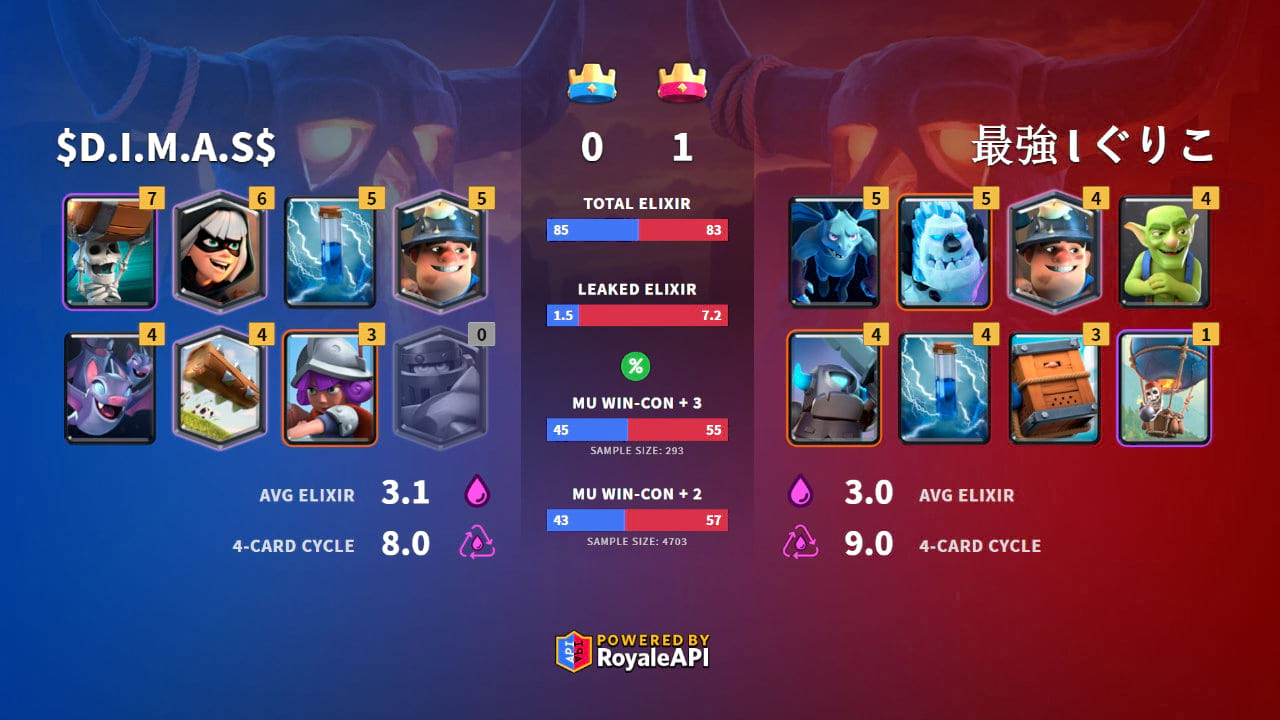 0 1
$D.I.M.A.S$
最強lぐりこ
7 6 5 5
4 4 3 0
AVG ELIXIR 3.1
4-CARD CYCLE 8.0
TOTAL ELIXIR
85 83
LEAKED ELIXIR
1.5 7.2
%
MU WIN-CON + 3
45 55
SAMPLE SIZE: 293
MU WIN-CON + 2
43 57
SAMPLE SIZE: 4703
5 5 4 4
4 4 3 1
3.0 AVG ELIXIR
9.0 4-CARD CYCLE
API API
POWERED BY
RoyaleAPI